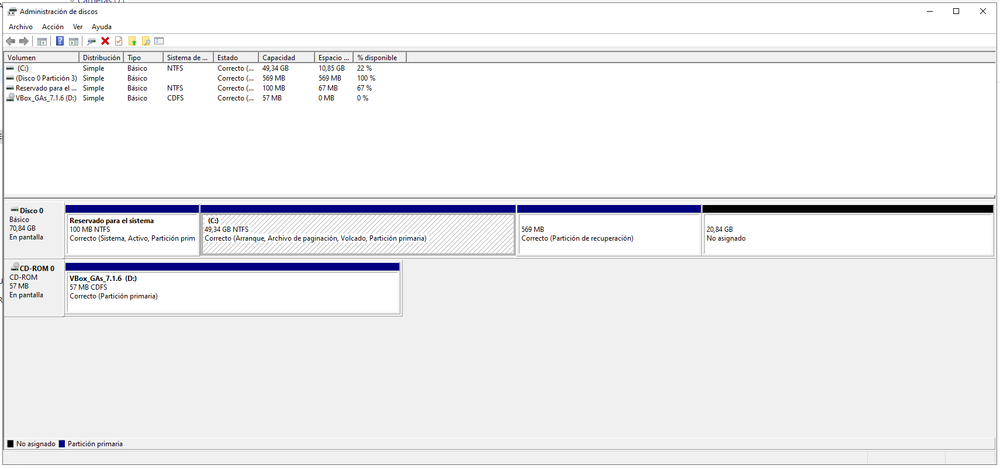 Carpetas (7)
Administración de discos
Archivo Acción Ver Ayuda
Volumen Distribución Tipo Sistema de ... Estado Capacidad Espacio ... % disponible
(C:) Simple Básico NTFS Correcto (... 49,34 GB 10,85 GB 22 %
(Disco 0 Partición 3) Simple Básico Correcto (... 569 MB 569 MB 100 %
Reservado para el ... Simple Básico NTFS Correcto (... 100 MB 67 MB 67 %
VBox_GAs_7.1.6 (D:) Simple Básico CDFS Correcto (... 57 MB 0 MB 0 %
Disco 0
Básico
70,84 GB
En pantalla
Reservado para el sistema
100 MB NTFS
Correcto (Sistema, Activo, Partición prim
(C:)
49,34 GB NTFS
Correcto (Arranque, Archivo de paginación, Volcado, Partición primaria)
569 MB
Correcto (Partición de recuperación)
20,84 GB
No asignado
CD-ROM 0
CD-ROM
57 MB
En pantalla
VBox_GAs_7.1.6 (D:)
57 MB CDFS
Correcto (Partición primaria)
No asignado Partición primaria